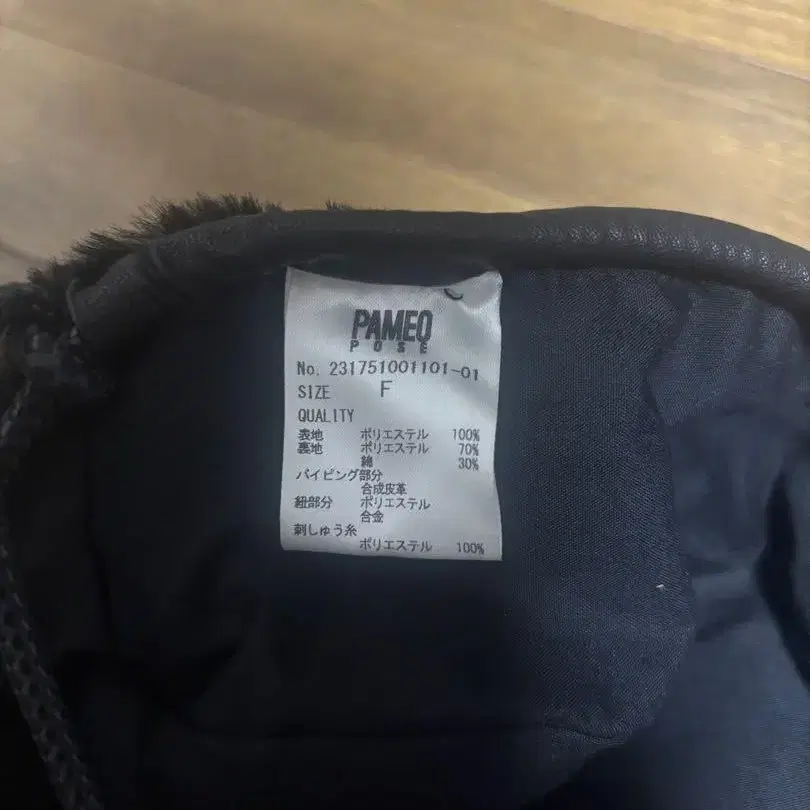 PAMEO
POSE
No. 231751001101-01
SIZE F
QUALITY
表地 ポリエステル 100%
裏地 ポリエステル 70%
綿 30%
パイピング部分
合成皮革
紐部分 ポリエステル
合金
刺しゅう糸
ポリエステル 100%